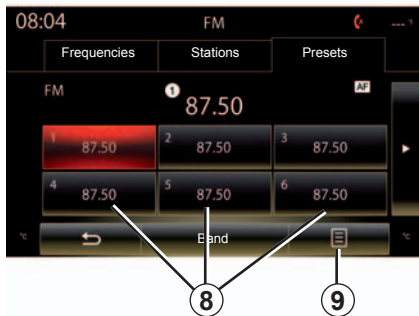 08:04 FM --- °
Frequencies Stations Presets
FM 1 87.50 AF
1 87.50 2 87.50 3 87.50
4 87.50 5 87.50 6 87.50
°c Band °c
8 9